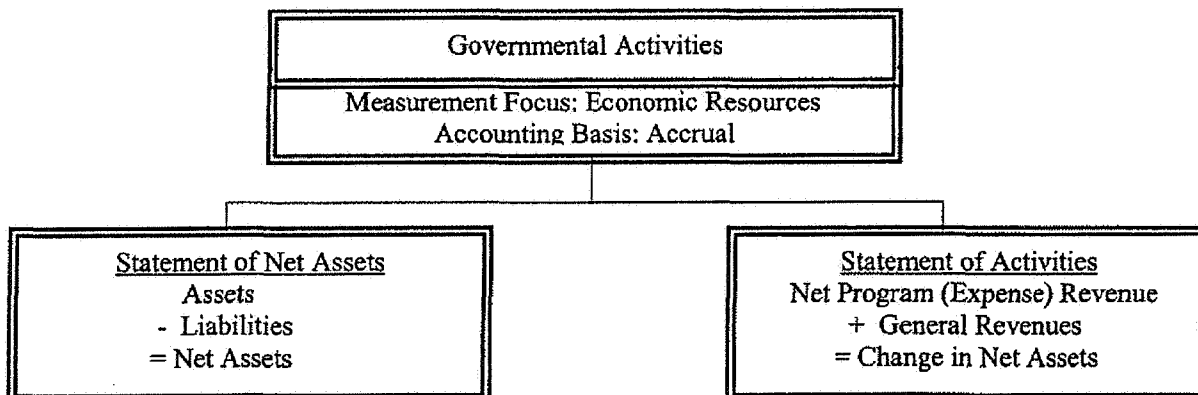 Governmental Activities
Measurement Focus: Economic Resources
Accounting Basis: Accrual
Statement of Net Assets
Assets
- Liabilities
= Net Assets
Statement of Activities
Net Program (Expense) Revenue
+ General Revenues
= Change in Net Assets